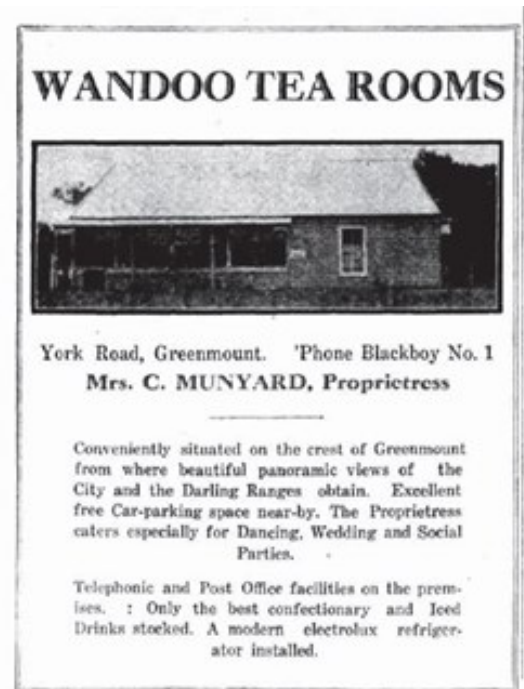 WANDOO TEA ROOMS
York Road, Greenmount. 'Phone Blackboy No. 1
Mrs. C. MUNYARD, Proprietress
Conveniently situated on the crest of Greenmount
from where beautiful panoramic views of the
City and the Darling Ranges obtain. Excellent
free Car-parking space near-by. The Proprietress
caters especially for Dancing, Wedding and Social
Parties.
Telephonic and Post Office facilities on the prem-
ises. : Only the best confectionary and Iced
Drinks stocked. A modern electrolux refriger-
ator installed.